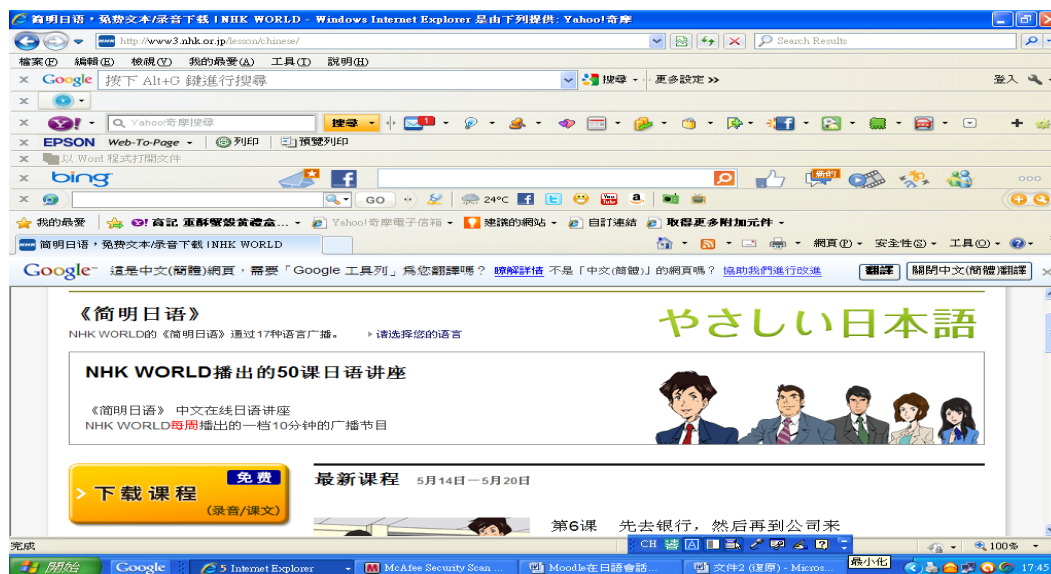 簡明日语，免费文本/录音下载 | NHK WORLD - Windows Internet Explorer 是由下列提供: Yahoo!奇摩
http://www3.nhk.or.jp/lesson/chinese/
Search Results
檔案(F) 編輯(E) 檢視(V) 我的最愛(A) 工具(T) 說明(H)
Google 按下 Alt+G 鍵進行搜尋 搜尋 更多設定 >> 登入
Y! Yahoo!奇摩搜尋 搜尋 1
EPSON Web-To-Page 列印 預覽列印
以 Word 程式打開文件
bing
GO 24°C
我的最愛 Y! 高記 重酥蟹殼黃禮盒... Yahoo!奇摩電子信箱 建議的網站 自訂連結 取得更多附加元件
简明日语，免费文本/录音下载 | NHK WORLD 網頁(P) 安全性(S) 工具(O)
Google 這是中文(簡體)網頁，需要「Google 工具列」為您翻譯嗎？ 瞭解詳情 不是「中文(簡體)」的網頁嗎？ 協助我們進行改進 翻譯 關閉中文(簡體)翻譯
《简明日语》
やさしい日本語
NHK WORLD的《简明日语》通过17种语言广播。 请选择您的语言
NHK WORLD播出的50课日语讲座
《简明日语》 中文在线日语讲座
NHK WORLD每周播出的一档10分钟的广播节目
免费
下载课程
(录音/课文)
最新课程 5月14日－5月20日
第6课 先去银行，然后再到公司来
完成
CH
100%
最小化
開始 Google 5 Internet Explorer McAfee Security Scan ... Moodle在日語會話... 文件2 (復原) - Micros... 17:45